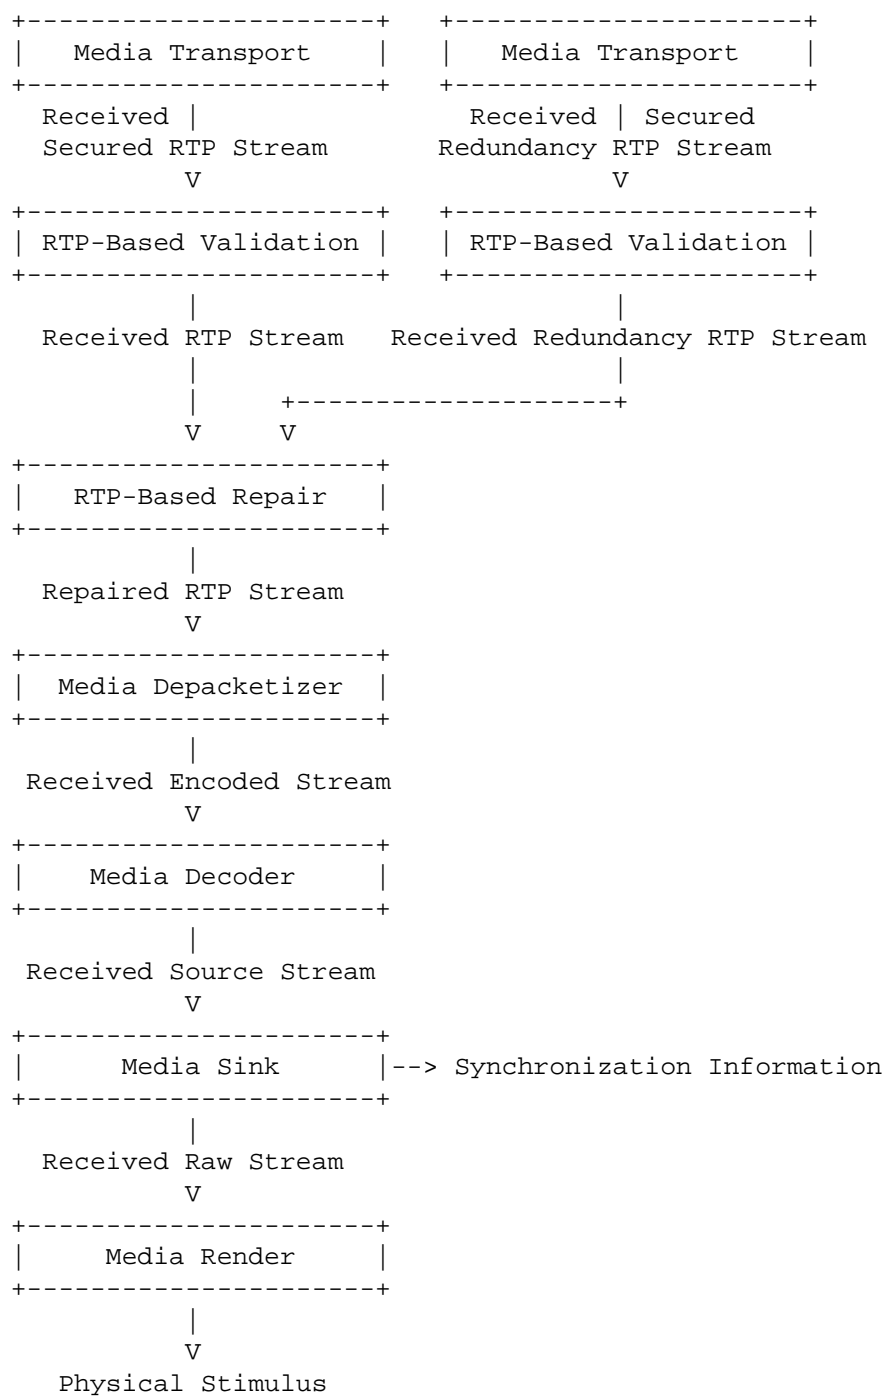 +----------------------+   +----------------------+
|   Media Transport    |   |   Media Transport    |
+----------------------+   +----------------------+
  Received |                 Received | Secured
  Secured RTP Stream       Redundancy RTP Stream
           V                          V
+----------------------+   +----------------------+
| RTP-Based Validation |   | RTP-Based Validation |
+----------------------+   +----------------------+
           |                          |
  Received RTP Stream   Received Redundancy RTP Stream
           |                          |
           |     +--------------------+
           V     V
+----------------------+
|   RTP-Based Repair   |
+----------------------+
           |
  Repaired RTP Stream
           V
+----------------------+
|  Media Depacketizer  |
+----------------------+
           |
 Received Encoded Stream
           V
+----------------------+
|    Media Decoder     |
+----------------------+
           |
 Received Source Stream
           V
+----------------------+
|      Media Sink      |--> Synchronization Information
+----------------------+
           |
  Received Raw Stream
           V
+----------------------+
|     Media Render     |
+----------------------+
           |
           V
   Physical Stimulus